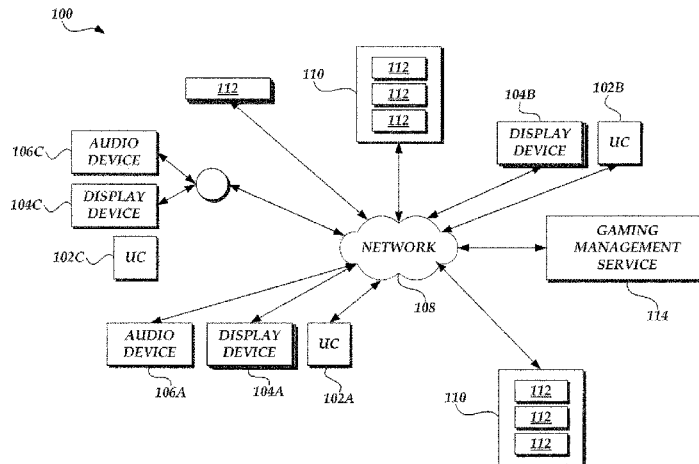 100
112
110
112
112
112
104B
102B
DISPLAY
DEVICE
UC
106C
AUDIO
DEVICE
104C
DISPLAY
DEVICE
102C
UC
NETWORK
108
GAMING
MANAGEMENT
SERVICE
114
AUDIO
DEVICE
106A
DISPLAY
DEVICE
104A
UC
102A
110
112
112
112